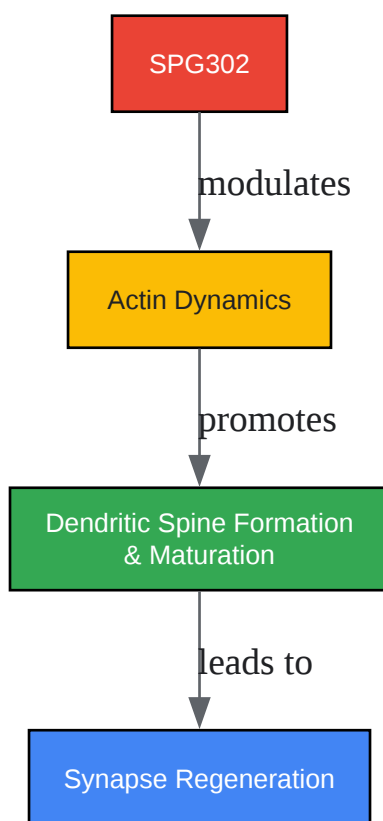 SPG302
modulates
Actin Dynamics
promotes
Dendritic Spine Formation
& Maturation
leads to
Synapse Regeneration